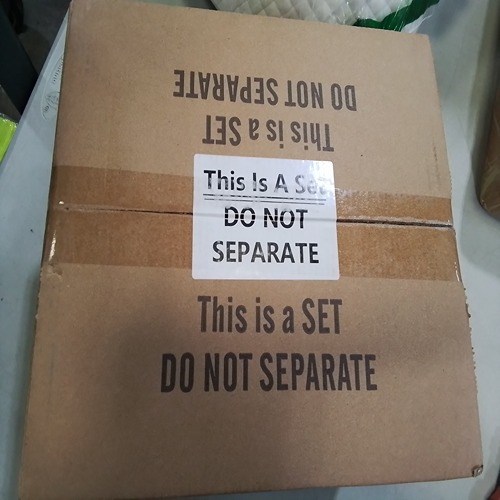 This is a SET
DO NOT SEPARATE
This Is A Set
DO NOT
SEPARATE
This is a SET
DO NOT SEPARATE